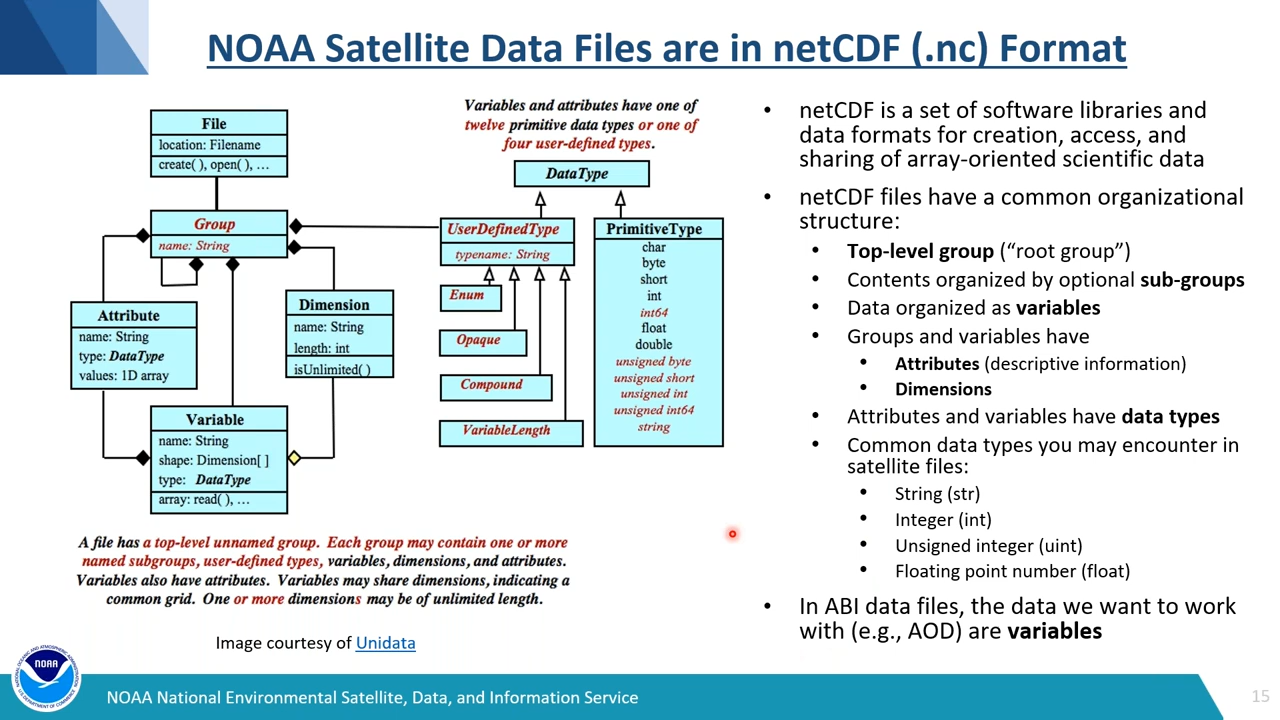 NOAA Satellite Data Files are in netCDF (.nc) Format
File
location: Filename
create( ), open( ), …
Group
name: String
Attribute
name: String
type: DataType
values: 1D array
Dimension
name: String
length: int
isUnlimited( )
Variable
name: String
shape: Dimension[ ]
type: DataType
array: read( ), …
Variables and attributes have one of
twelve primitive data types or one of
four user-defined types.
DataType
UserDefinedType
typename: String
Enum
Opaque
Compound
VariableLength
PrimitiveType
char
byte
short
int
int64
float
double
unsigned byte
unsigned short
unsigned int
unsigned int64
string
A file has a top-level unnamed group. Each group may contain one or more
named subgroups, user-defined types, variables, dimensions, and attributes.
Variables also have attributes. Variables may share dimensions, indicating a
common grid. One or more dimensions may be of unlimited length.
Image courtesy of Unidata
• netCDF is a set of software libraries and
data formats for creation, access, and
sharing of array-oriented scientific data
• netCDF files have a common organizational
structure:
• Top-level group (“root group”)
• Contents organized by optional sub-groups
• Data organized as variables
• Groups and variables have
• Attributes (descriptive information)
• Dimensions
• Attributes and variables have data types
• Common data types you may encounter in
satellite files:
• String (str)
• Integer (int)
• Unsigned integer (uint)
• Floating point number (float)
• In ABI data files, the data we want to work
with (e.g., AOD) are variables
NOAA
NOAA National Environmental Satellite, Data, and Information Service
15